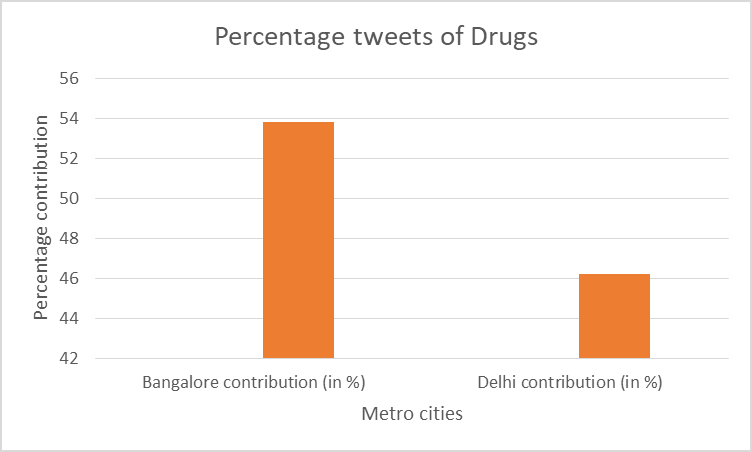 Percentage tweets of Drugs
Percentage contribution
56
54
52
50
48
46
44
42
Bangalore contribution (in %) Delhi contribution (in %)
Metro cities